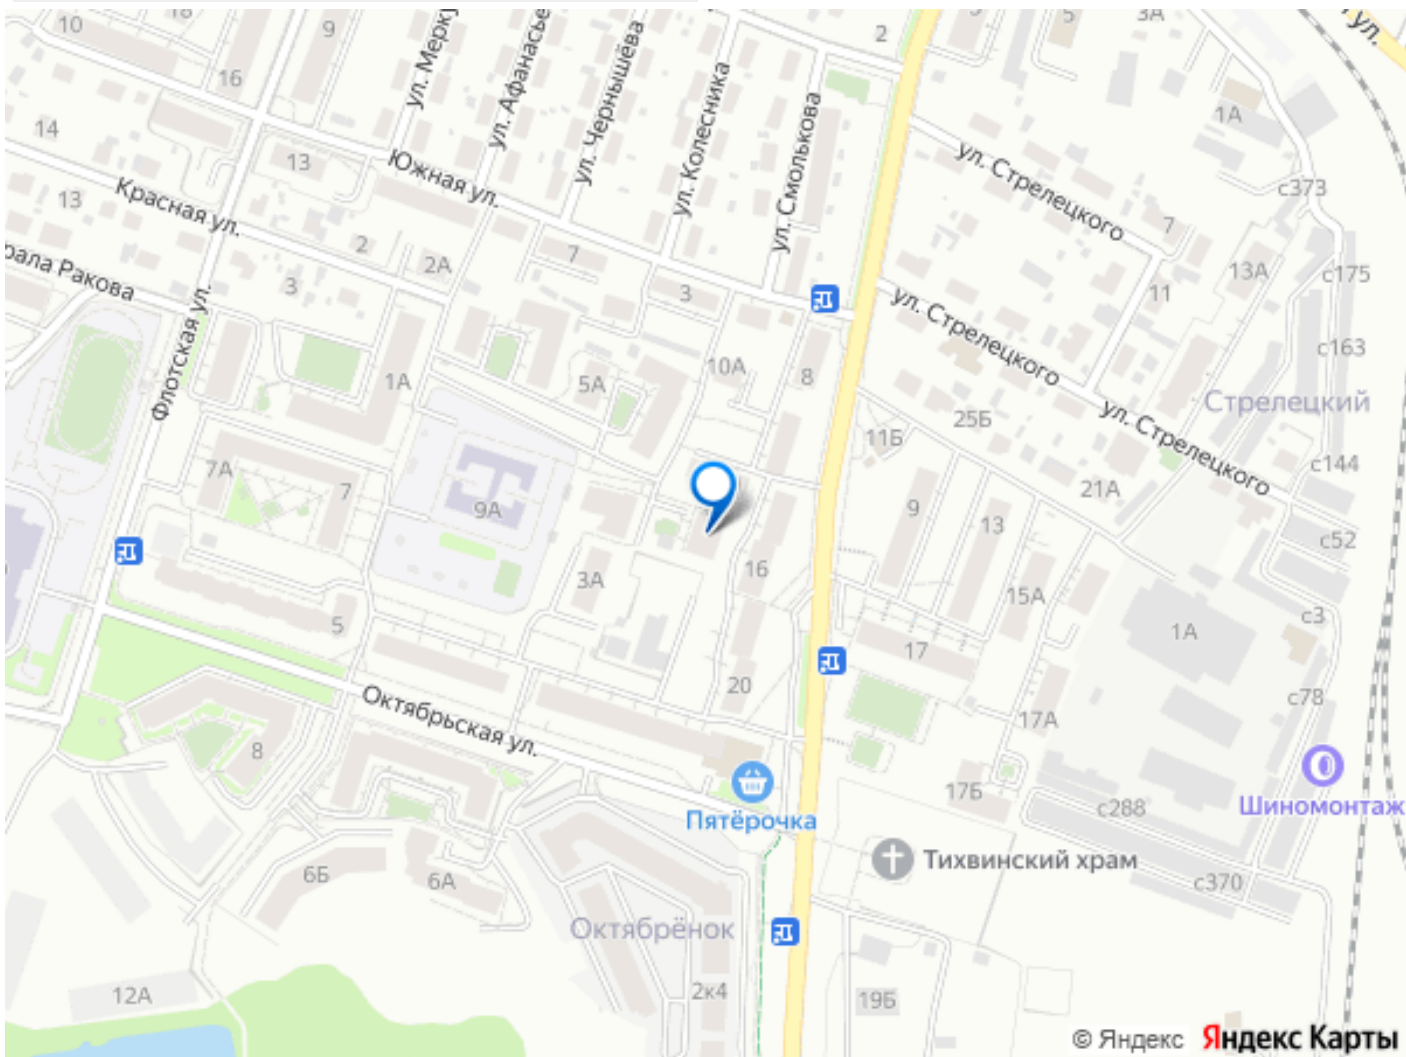 10
9
ул. Мерку
ул. Афанасье
ул. Чернышёва
2
5
3А
ул.
16
ул. Колесника
ул. Смолькова
1А
14
13
Южная ул.
ул. Стрелецкого
с373
13
Красная ул.
2
2А
7
7
рала Ракова
3
3
ул. Стрелецкого
11
13А
с175
Флотская ул.
1А
5А
10А
8
с163
Стрелецкий
11Б
25Б
ул. Стрелецкого
7А
7
9А
9
13
21А
с144
с52
5
3А
16
15А
1А
с3
17
20
17А
с78
Октябрьская ул.
8
Пятёрочка
17Б
с288
Шиномонтаж
6Б
6А
Тихвинский храм
с370
Октябрёнок
12А
2к4
19Б
© Яндекс Яндекс Карты